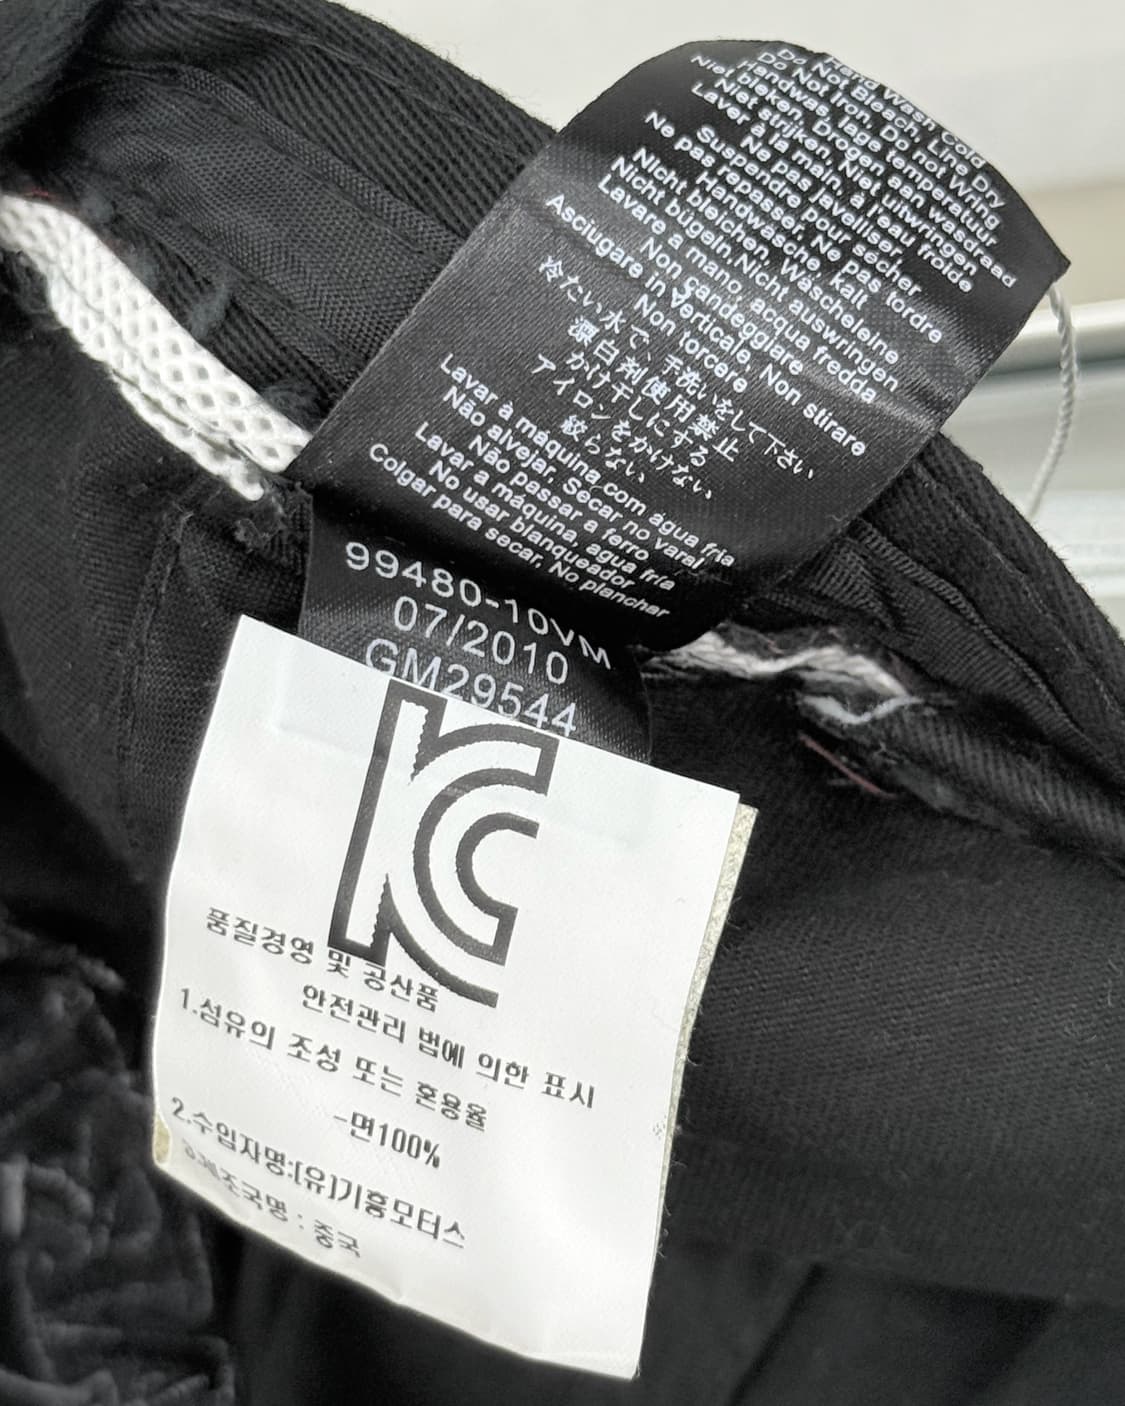 Hand Wash Cold
Do Not Bleach, Line Dry
Do Not Iron, Do not Wring
Handwas tage temperatuur
Niet bleken, Drogen aan wasdraad
Niet strijken, Niet uitwringen
Laver à la main, à l'eau froide
Ne pas javelliser
Suspendre pour sécher
Ne pas repasser, Ne pas tordre
Handwäsche, kalt
Nicht bleichen, Wäscheleine
Nicht bügeln, Nicht auswringen
Lavare a mano, acqua fredda
Non candeggiare
Asciugare In Verticale, Non stirare
Non torcere
冷たい水で、手洗いをして下さい
漂白剤使用禁止
かけ干しにする
アイロンをかけない
絞らない
Lavar à maquina com água fria
Não alvejar, Secar no varal
Não passar a ferro
Lavar a máquina, agua fría
No usar blanqueador
Colgar para secar, No planchar
99480-10VM
07/2010
GM29544
KC
품질경영 및 공산품
안전관리 법에 의한 표시
1.섬유의 조성 또는 혼용율
-면100%
2.수입자명:(유)기흥모터스
3.제조국명 : 중국